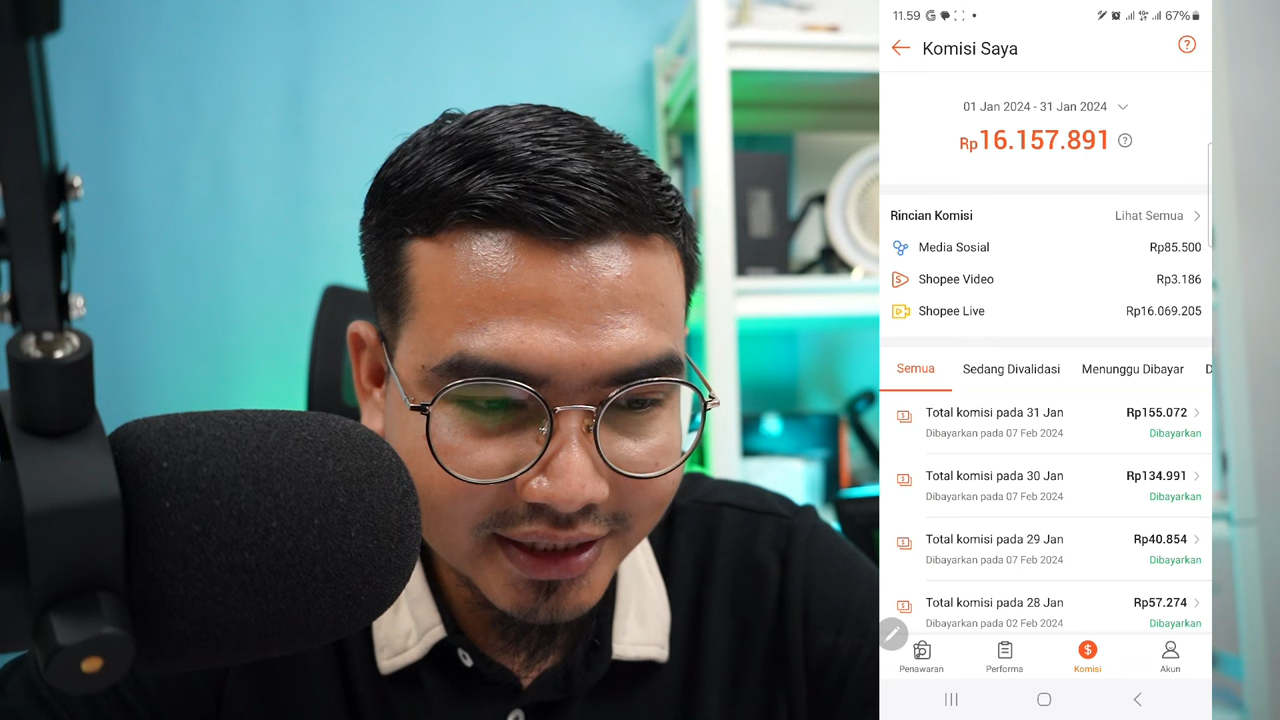 11.59
67%
Komisi Saya
01 Jan 2024 - 31 Jan 2024
Rp16.157.891
Rincian Komisi Lihat Semua
Media Sosial Rp85.500
Shopee Video Rp3.186
Shopee Live Rp16.069.205
Semua Sedang Divalidasi Menunggu Dibayar D
Total komisi pada 31 Jan Rp155.072
Dibayarkan pada 07 Feb 2024 Dibayarkan
Total komisi pada 30 Jan Rp134.991
Dibayarkan pada 07 Feb 2024 Dibayarkan
Total komisi pada 29 Jan Rp40.854
Dibayarkan pada 07 Feb 2024 Dibayarkan
Total komisi pada 28 Jan Rp57.274
Dibayarkan pada 02 Feb 2024 Dibayarkan
Penawaran Performa Komisi Akun